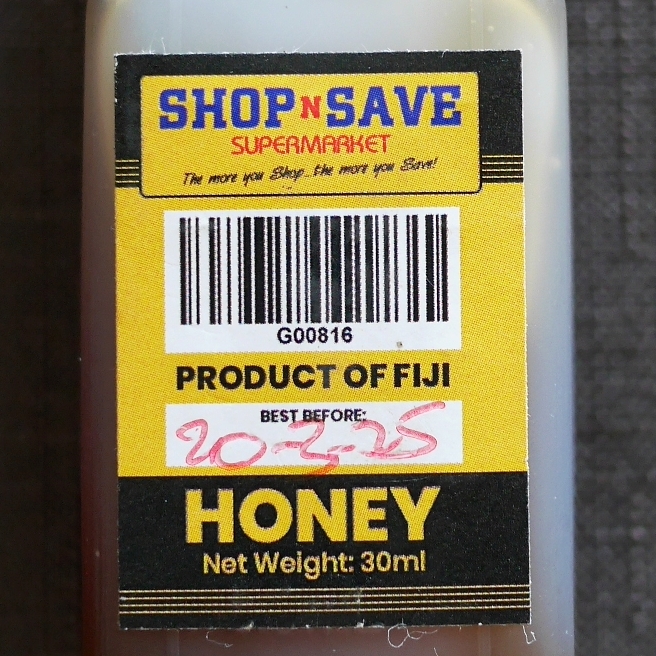 SHOP N SAVE
SUPERMARKET
The more you Shop...the more you Save!
G00816
PRODUCT OF FIJI
BEST BEFORE:
20-3-25
HONEY
Net Weight: 30ml